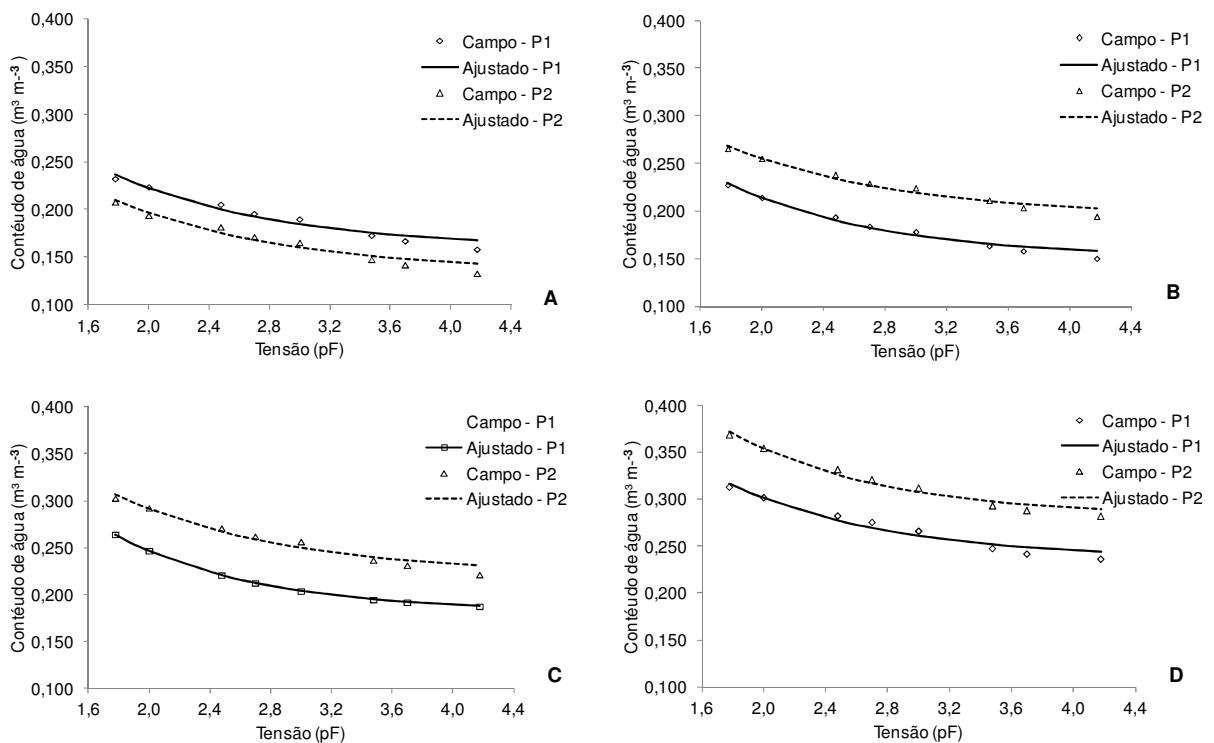 0,400
0,350
0,300
0,250
0,200
0,150
0,100
Contéudo de água (m³ m-³ )
1,6 2,0 2,4 2,8 3,2 3,6 4,0 4,4
Tensão (pF)
Campo - P1
Ajustado - P1
Campo - P2
Ajustado - P2
A
0,400
0,350
0,300
0,250
0,200
0,150
0,100
Contéudo de água (m³ m-³)
1,6 2,0 2,4 2,8 3,2 3,6 4,0 4,4
Tensão (pF)
Campo - P1
Ajustado - P1
Campo - P2
Ajustado - P2
B
0,400
0,350
0,300
0,250
0,200
0,150
0,100
Contéudo de água (m³ m-³)
1,6 2,0 2,4 2,8 3,2 3,6 4,0 4,4
Tensão (pF)
Campo - P1
Ajustado - P1
Campo - P2
Ajustado - P2
C
0,400
0,350
0,300
0,250
0,200
0,150
0,100
Contéudo de água (m³ m-³)
1,6 2,0 2,4 2,8 3,2 3,6 4,0 4,4
Tensão (pF)
Campo - P1
Ajustado - P1
Campo - P2
Ajustado - P2
D